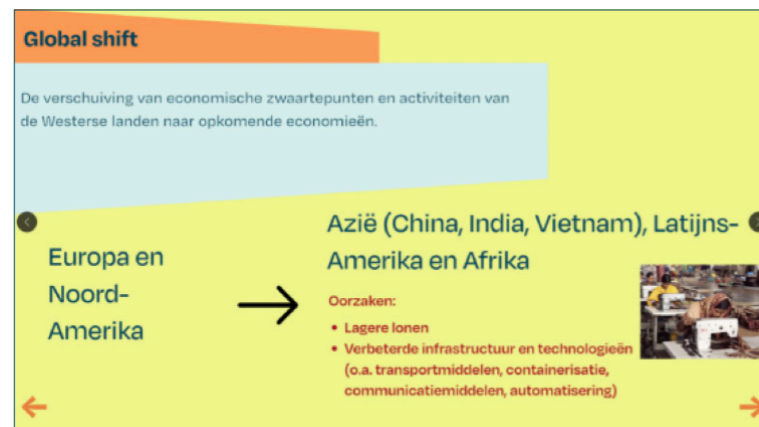 Global shift
De verschuiving van economische zwaartepunten en activiteiten van
de Westerse landen naar opkomende economieën.
Europa en
Noord-
Amerika
Azië (China, India, Vietnam), Latijns-
Amerika en Afrika
Oorzaken:
• Lagere lonen
• Verbeterde infrastructuur en technologieën
(o.a. transportmiddelen, containerisatie,
communicatiemiddelen, automatisering)